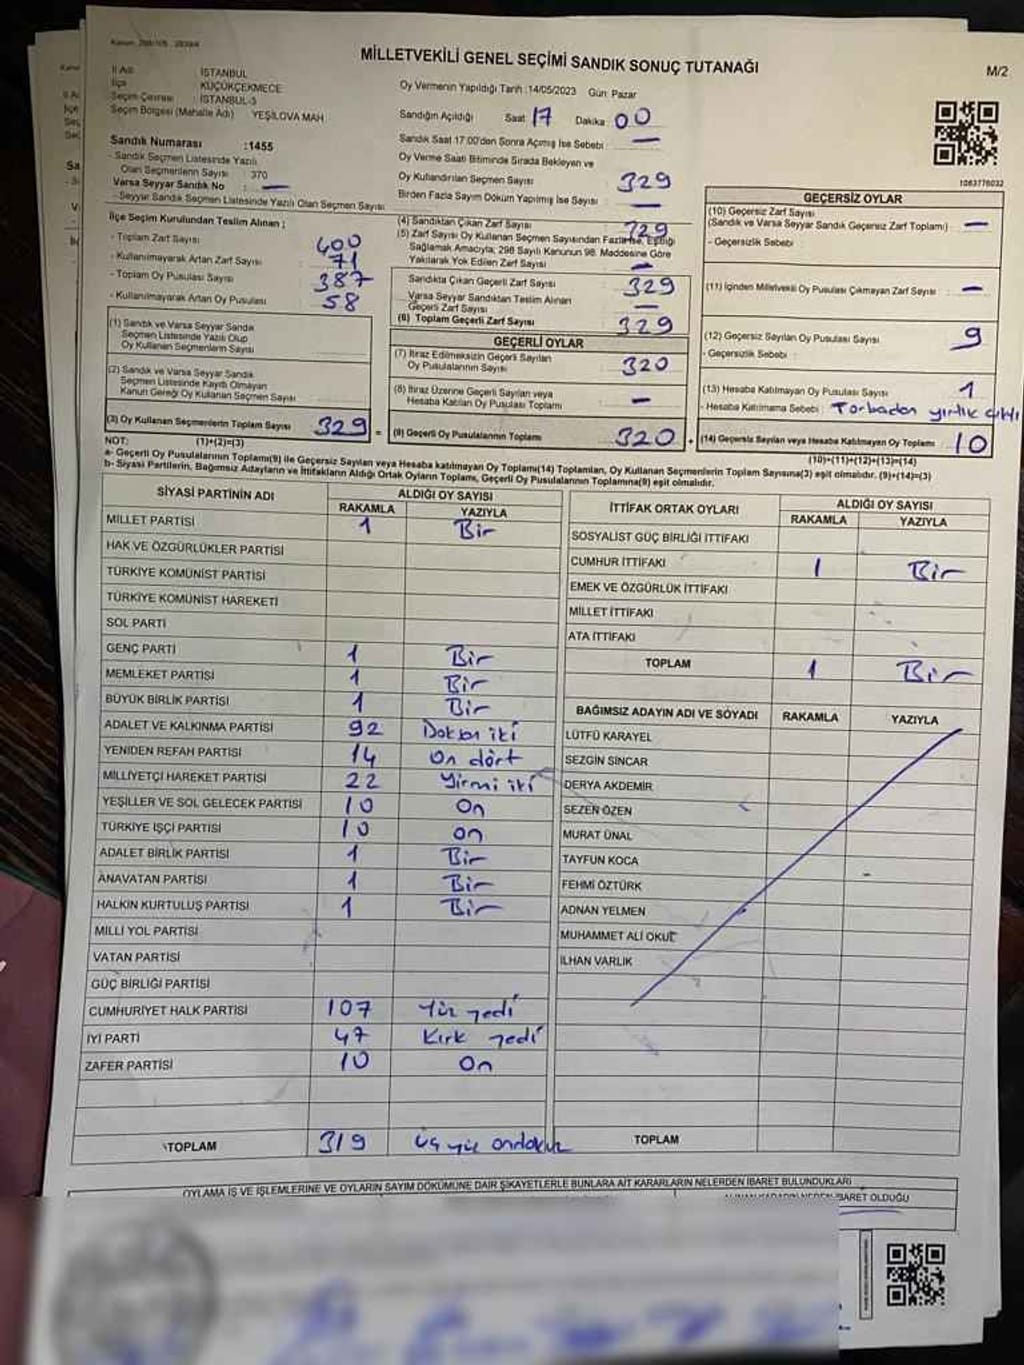 MİLLETVEKİLİ GENEL SEÇİMİ SANDIK SONUÇ TUTANAĞI
M/2
İl Adı : İSTANBUL
İlçe : KÜÇÜKÇEKMECE
Seçim Çevresi : İSTANBUL-3
Seçim Bölgesi (Mahalle Adı) YEŞİLOVA MAH
Oy Vermenin Yapıldığı Tarih :14/05/2023 Gün: Pazar
Sandığın Açıldığı Saat 17 Dakika 00
Sandık Saat 17:00'den Sonra Açılmış İse Sebebi : —
Sandık Numarası :1455
- Sandık Seçmen Listesinde Yazılı
Olan Seçmenlerin Sayısı : 370
Varsa Seyyar Sandık No : —
- Seyyar Sandık Seçmen Listesinde Yazılı Olan Seçmen Sayısı
Oy Verme Saati Bitiminde Sırada Bekleyen ve
Oy Kullandırılan Seçmen Sayısı 329
Birden Fazla Sayım Döküm Yapılmış İse Sayısı : —
1063776032
İlçe Seçim Kurulundan Teslim Alınan ;
- Toplam Zarf Sayısı 400
- Kullanılmayarak Artan Zarf Sayısı : 71
- Toplam Oy Pusulası Sayısı 387
- Kullanılmayarak Artan Oy Pusulası 58
(1) Sandık ve Varsa Seyyar Sandık
Seçmen Listesinde Yazılı Olup
Oy Kullanan Seçmenlerin Sayısı
(2) Sandık ve Varsa Seyyar Sandık
Seçmen Listesinde Kaydı Olmayan
Kanun Gereği Oy Kullanan Seçmen Sayısı
(3) Oy Kullanan Seçmenlerin Toplam Sayısı 329 =
(4) Sandıktan Çıkan Zarf Sayısı 329
(5) Zarf Sayısı Oy Kullanan Seçmen Sayısından Fazla İse, Eşitliği
Sağlamak Amacıyla; 298 Sayılı Kanunun 98. Maddesine Göre
Yakılarak Yok Edilen Zarf Sayısı —
Sandıkta Çıkan Geçerli Zarf Sayısı 329
Varsa Seyyar Sandıktan Teslim Alınan
Geçerli Zarf Sayısı —
(6) Toplam Geçerli Zarf Sayısı 329
GEÇERLİ OYLAR
(7) İtiraz Edilmeksizin Geçerli Sayılan
Oy Pusulalarının Sayısı 320
(8) İtiraz Üzerine Geçerli Sayılan veya
Hesaba Katılan Oy Pusulası Toplamı —
(9) Geçerli Oy Pusulalarının Toplamı 320 +
GEÇERSİZ OYLAR
(10) Geçersiz Zarf Sayısı
(Sandık ve Varsa Seyyar Sandık Geçersiz Zarf Toplamı) —
- Geçersizlik Sebebi :
(11) İçinden Milletvekili Oy Pusulası Çıkmayan Zarf Sayısı : —
(12) Geçersiz Sayılan Oy Pusulası Sayısı 9
- Geçersizlik Sebebi :
(13) Hesaba Katılmayan Oy Pusulası Sayısı 1
- Hesaba Katılmama Sebebi : Torbadan yırtık çıktı
(14) Geçersiz Sayılan veya Hesaba Katılmayan Oy Toplamı 10
NOT: (1)+(2)=(3) (10)+(11)+(12)+(13)=(14)
a- Geçerli Oy Pusulalarının Toplamı(9) ile Geçersiz Sayılan veya Hesaba Katılmayan Oy Toplamı(14) Toplamları, Oy Kullanan Seçmenlerin Toplam Sayısına(3) eşit olmalıdır. (9)+(14)=(3)
b- Siyasi Partilerin, Bağımsız Adayların ve İttifakların Aldığı Ortak Oyların Toplamı, Geçerli Oy Pusulalarının Toplamına(9) eşit olmalıdır.
SİYASİ PARTİNİN ADI ALDIĞI OY SAYISI
RAKAMLA YAZIYLA
MİLLET PARTİSİ 1 Bir
HAK VE ÖZGÜRLÜKLER PARTİSİ
TÜRKİYE KOMÜNİST PARTİSİ
TÜRKİYE KOMÜNİST HAREKETİ
SOL PARTİ
GENÇ PARTİ 1 Bir
MEMLEKET PARTİSİ 1 Bir
BÜYÜK BİRLİK PARTİSİ 1 Bir
ADALET VE KALKINMA PARTİSİ 92 Doksan iki
YENİDEN REFAH PARTİSİ 14 On dört
MİLLİYETÇİ HAREKET PARTİSİ 22 Yirmi iki
YEŞİLLER VE SOL GELECEK PARTİSİ 10 On
TÜRKİYE İŞÇİ PARTİSİ 10 on
ADALET BİRLİK PARTİSİ 1 Bir
ANAVATAN PARTİSİ 1 Bir
HALKIN KURTULUŞ PARTİSİ 1 Bir
MİLLİ YOL PARTİSİ
VATAN PARTİSİ
GÜÇ BİRLİĞİ PARTİSİ
CUMHURİYET HALK PARTİSİ 107 Yüz yedi
İYİ PARTİ 47 Kırk yedi
ZAFER PARTİSİ 10 On
TOPLAM 319 üç yüz ondokuz
İTTİFAK ORTAK OYLARI ALDIĞI OY SAYISI
RAKAMLA YAZIYLA
SOSYALİST GÜÇ BİRLİĞİ İTTİFAKI
CUMHUR İTTİFAKI 1 Bir
EMEK VE ÖZGÜRLÜK İTTİFAKI
MİLLET İTTİFAKI
ATA İTTİFAKI
TOPLAM 1 Bir
BAĞIMSIZ ADAYIN ADI VE SOYADI RAKAMLA YAZIYLA
LÜTFÜ KARAYEL
SEZGİN SİNCAR
DERYA AKDEMİR
SEZEN ÖZEN
MURAT ÜNAL
TAYFUN KOCA
FEHMİ ÖZTÜRK
ADNAN YELMEN
MUHAMMET ALİ OKUL
İLHAN VARLIK
TOPLAM
OYLAMA İŞ VE İŞLEMLERİNE VE OYLARIN SAYIM DÖKÜMÜNE DAİR ŞİKAYETLERLE BUNLARA AİT KARARLARIN NELERDEN İBARET BULUNDUKLARI
İBARET OLDUĞU